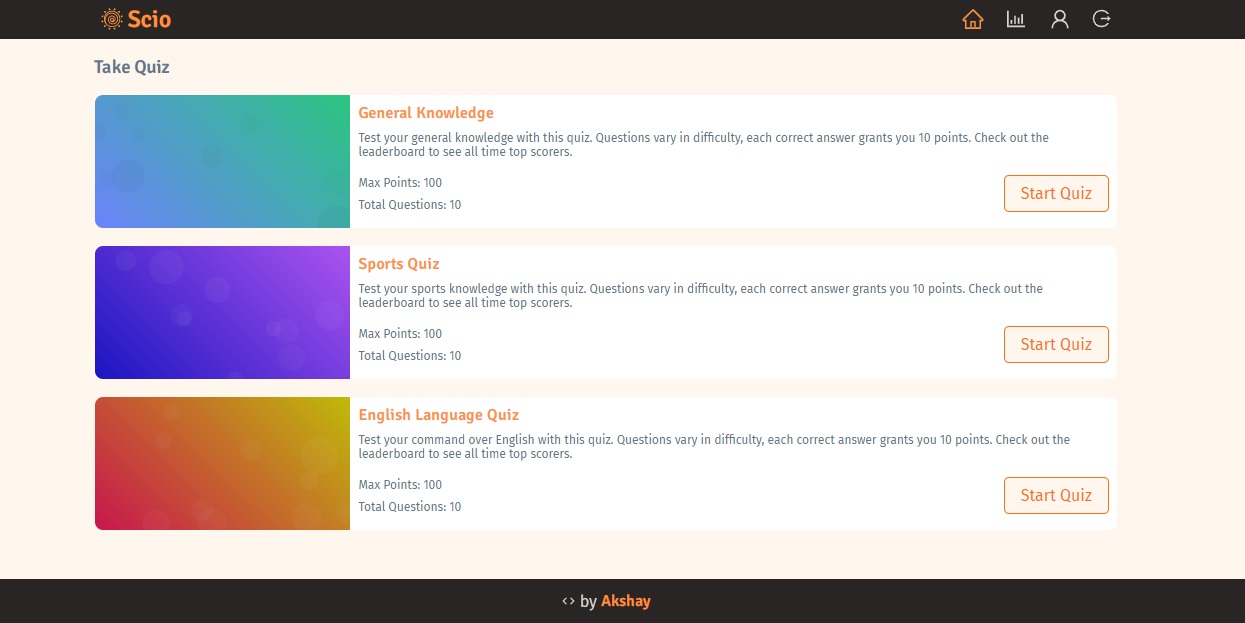 Scio
Take Quiz
General Knowledge
Test your general knowledge with this quiz. Questions vary in difficulty, each correct answer grants you 10 points. Check out the
leaderboard to see all time top scorers.
Max Points: 100
Total Questions: 10
Start Quiz
Sports Quiz
Test your sports knowledge with this quiz. Questions vary in difficulty, each correct answer grants you 10 points. Check out the
leaderboard to see all time top scorers.
Max Points: 100
Total Questions: 10
Start Quiz
English Language Quiz
Test your command over English with this quiz. Questions vary in difficulty, each correct answer grants you 10 points. Check out the
leaderboard to see all time top scorers.
Max Points: 100
Total Questions: 10
Start Quiz
<> by Akshay